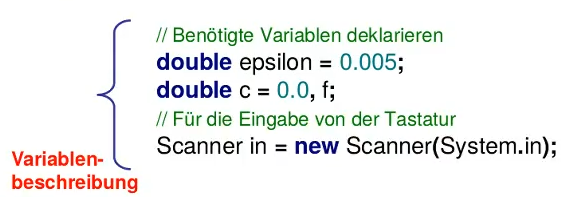 // Benötigte Variablen deklarieren
double epsilon = 0.005;
double c = 0.0, f;
// Für die Eingabe von der Tastatur
Scanner in = new Scanner(System.in);
Variablen-
beschreibung